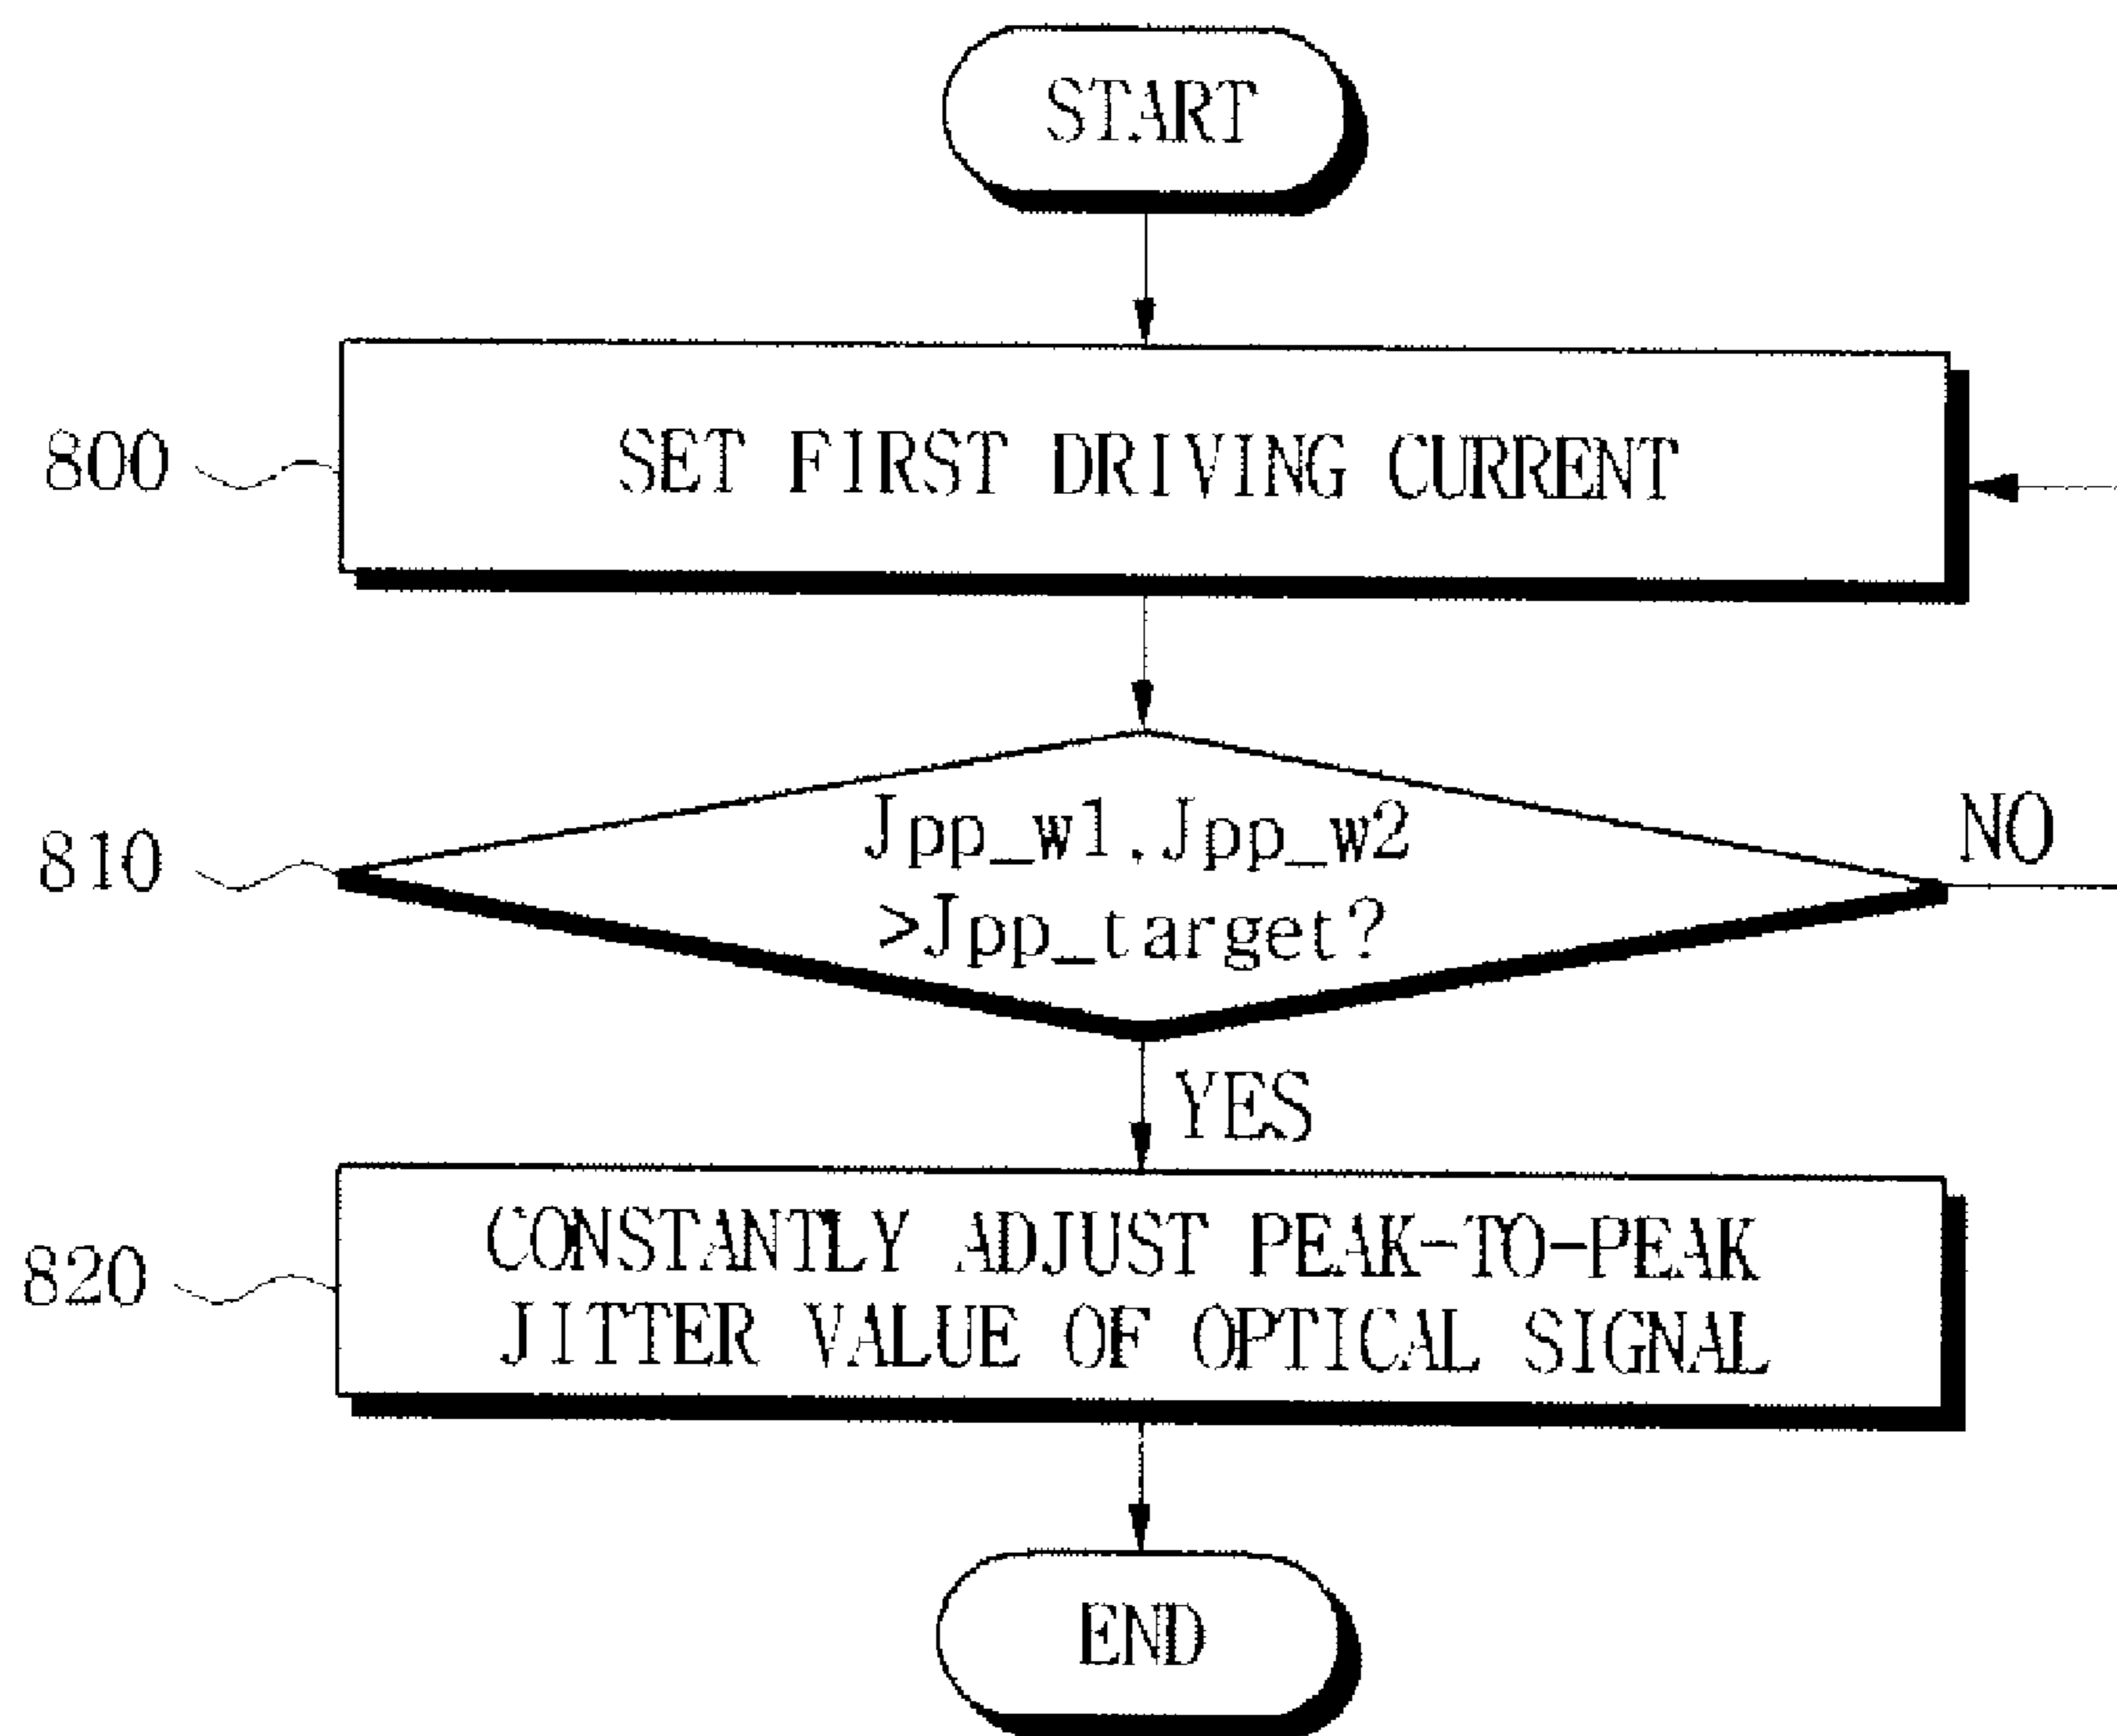 START
800
SET FIRST DRIVING CURRENT
810
Jpp_w1,Jpp_w2
>Jpp_target?
NO
YES
820
CONSTANTLY ADJUST PEAK-TO-PEAK
JITTER VALUE OF OPTICAL SIGNAL
END